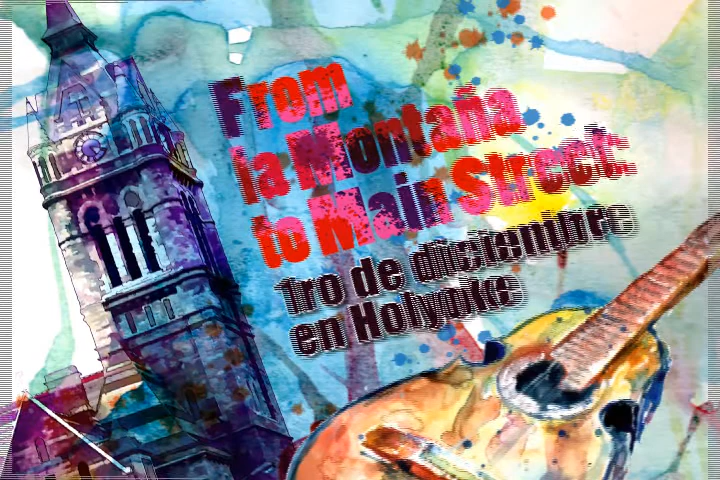 From
la Montaña
to Main Street:
1ro de diciembre
en Holyoke